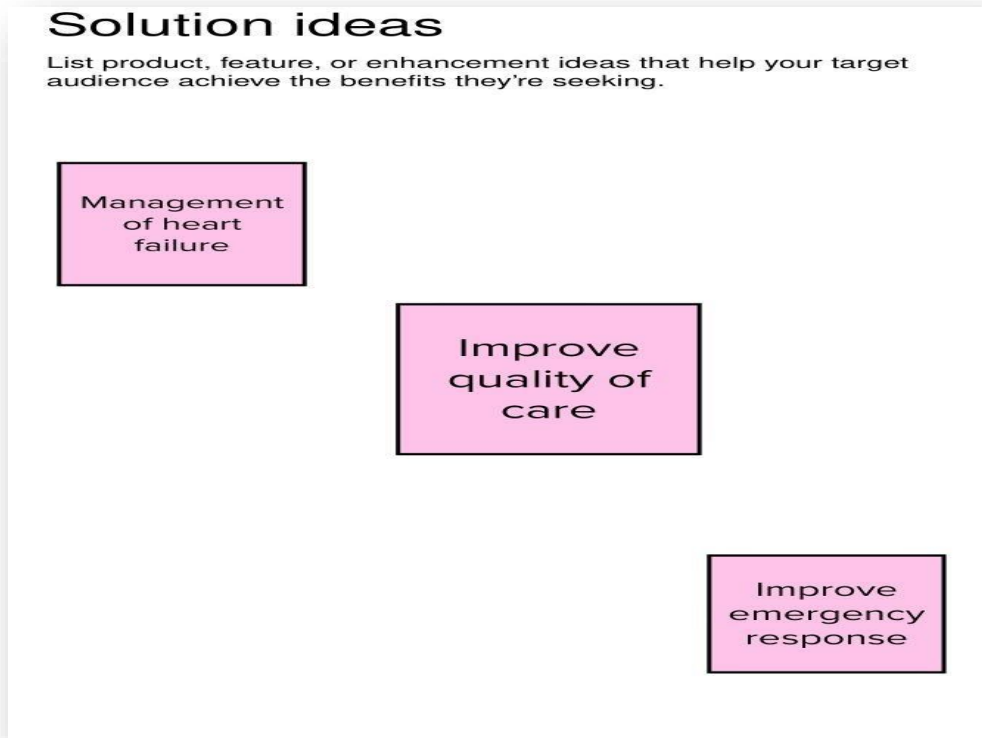 Solution ideas
List product, feature, or enhancement ideas that help your target
audience achieve the benefits they're seeking.
Management
of heart
failure
Improve
quality of
care
Improve
emergency
response